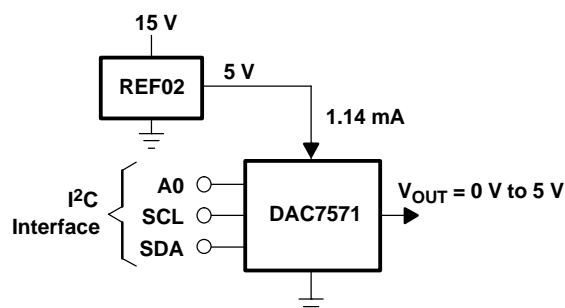 15 V
REF02
5 V
1.14 mA
I²C
Interface
A0
SCL
SDA
DAC7571
V_OUT = 0 V to 5 V